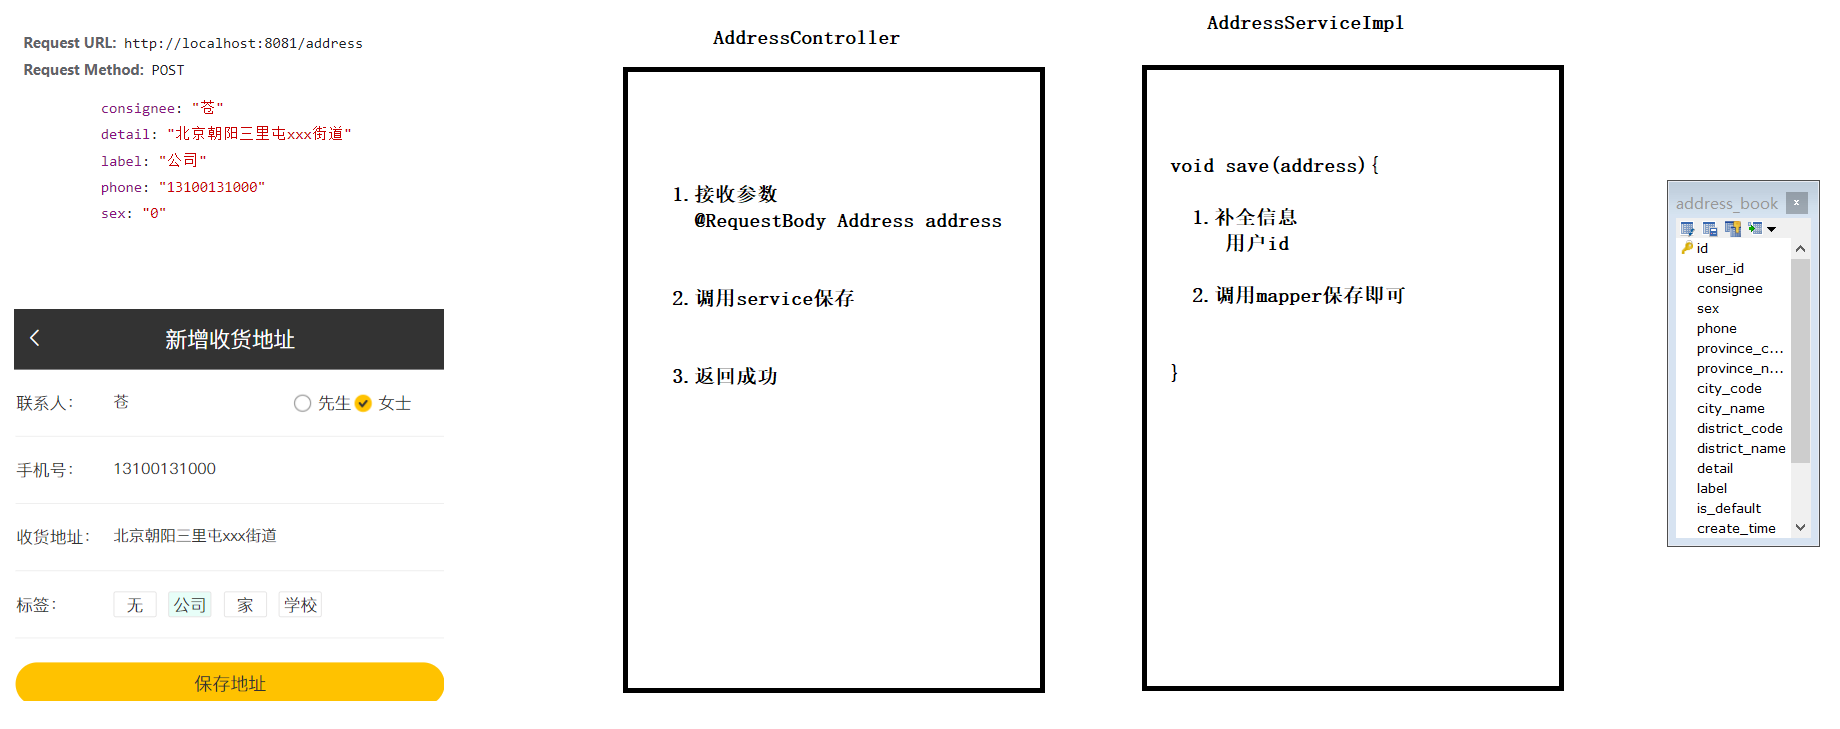 Request URL: http://localhost:8081/address
Request Method: POST
consignee: "苍"
detail: "北京朝阳三里屯xxx街道"
label: "公司"
phone: "13100131000"
sex: "0"
新增收货地址
联系人： 苍 先生 女士
手机号： 13100131000
收货地址： 北京朝阳三里屯xxx街道
标签： 无 公司 家 学校
保存地址
AddressController
1.接收参数
@RequestBody Address address
2.调用service保存
3.返回成功
AddressServiceImpl
void save(address){
1.补全信息
用户id
2.调用mapper保存即可
}
address_book
id
user_id
consignee
sex
phone
province_c...
province_n...
city_code
city_name
district_code
district_name
detail
label
is_default
create_time